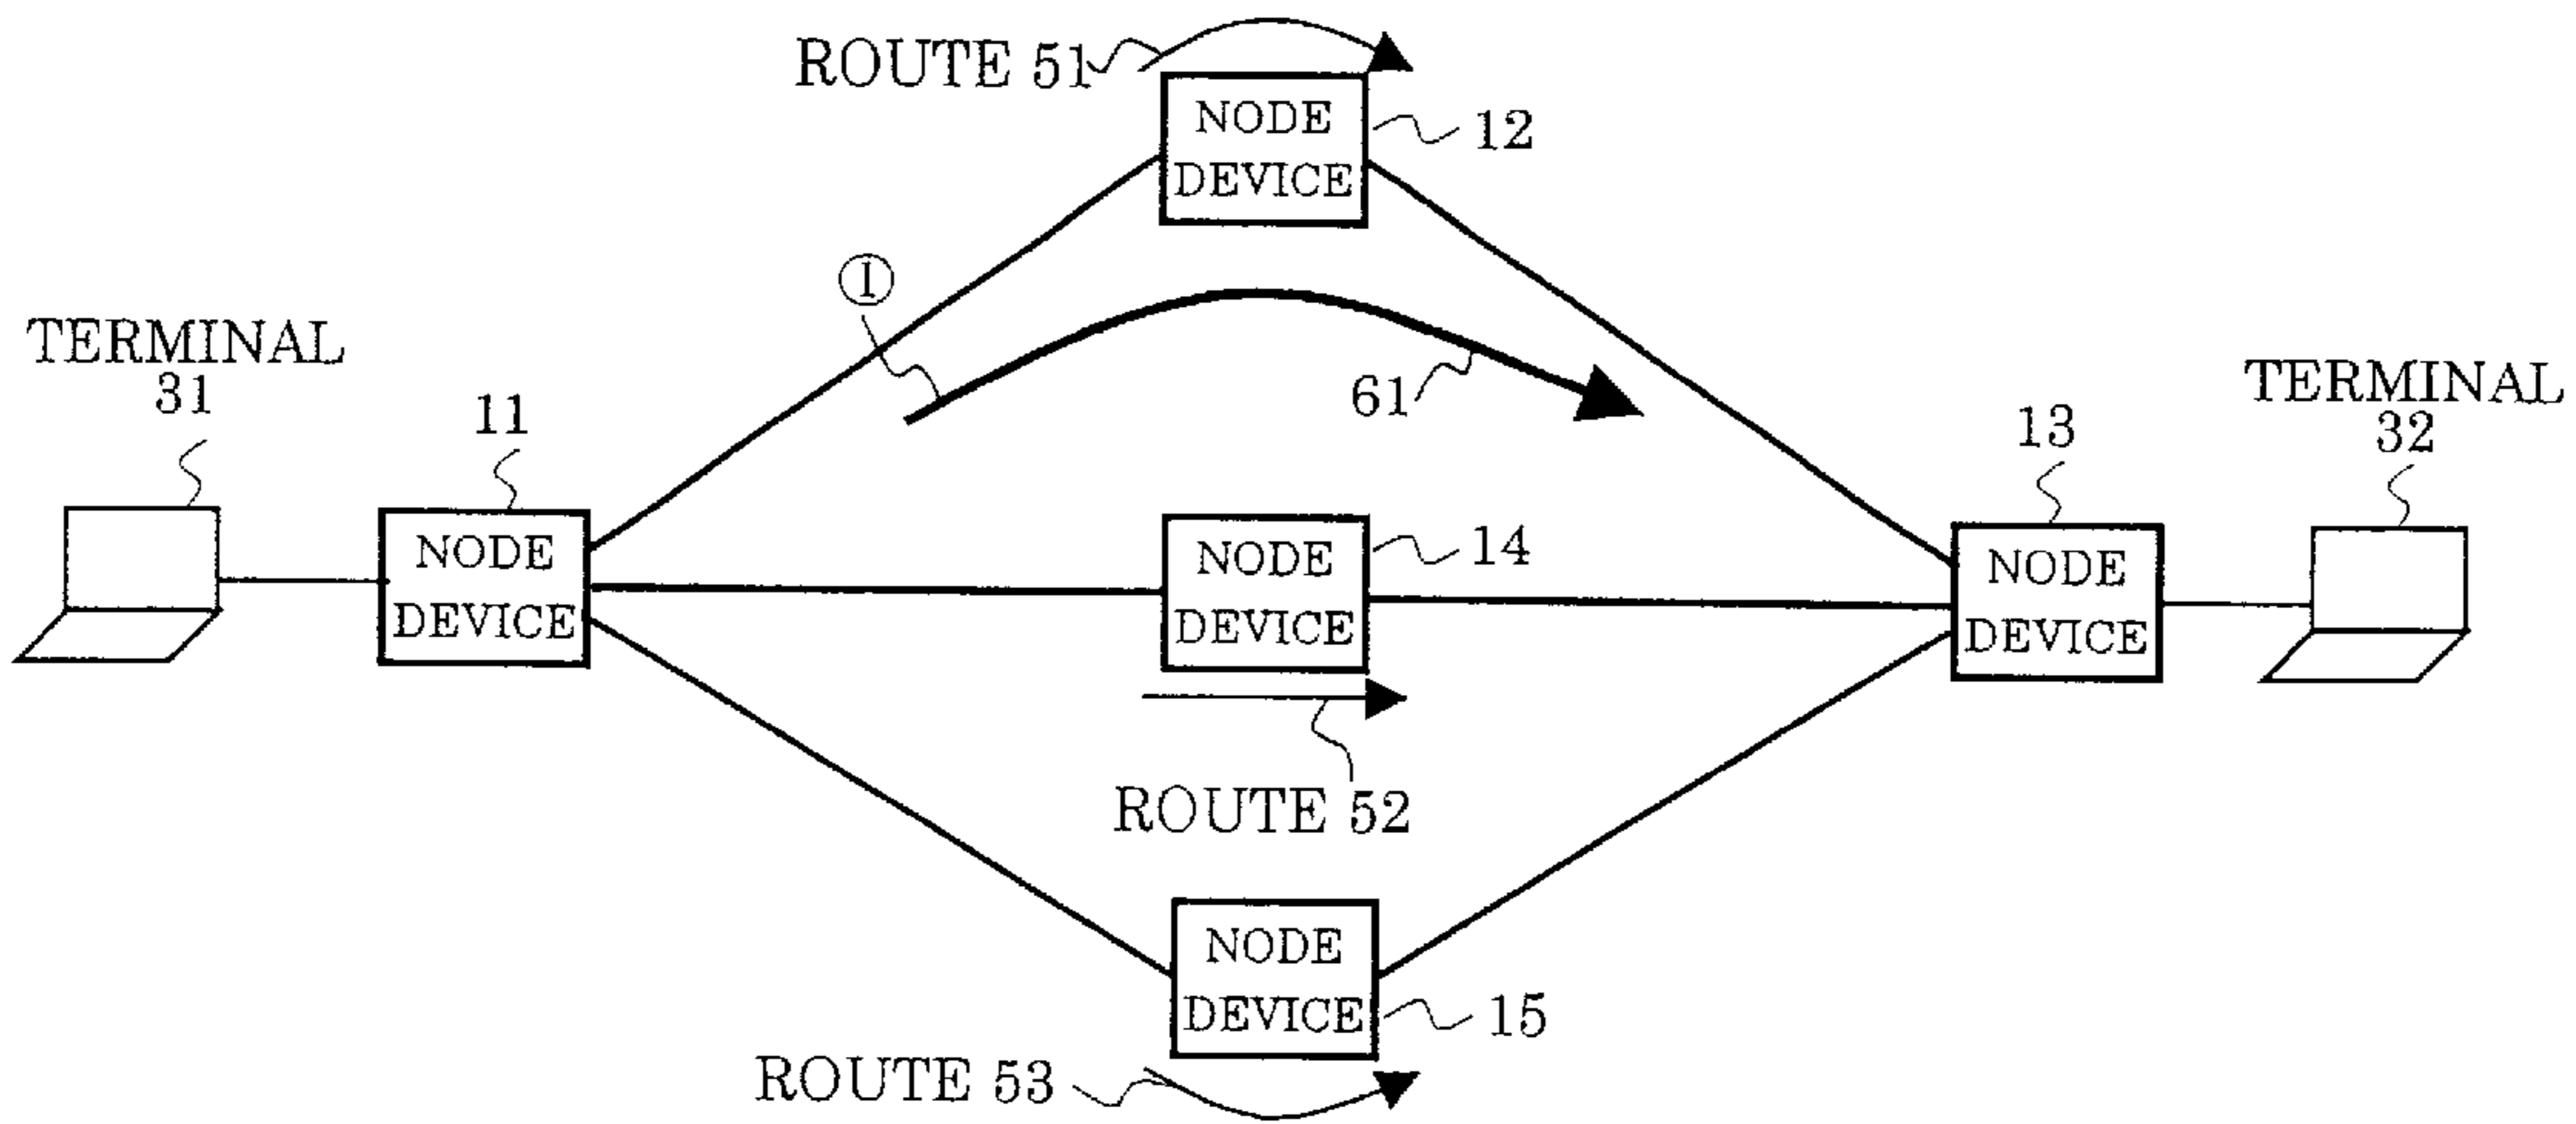 ROUTE 51
NODE
DEVICE
12
①
TERMINAL
31
11
61
TERMINAL
32
13
NODE
DEVICE
NODE
DEVICE
14
NODE
DEVICE
ROUTE 52
NODE
DEVICE
15
ROUTE 53